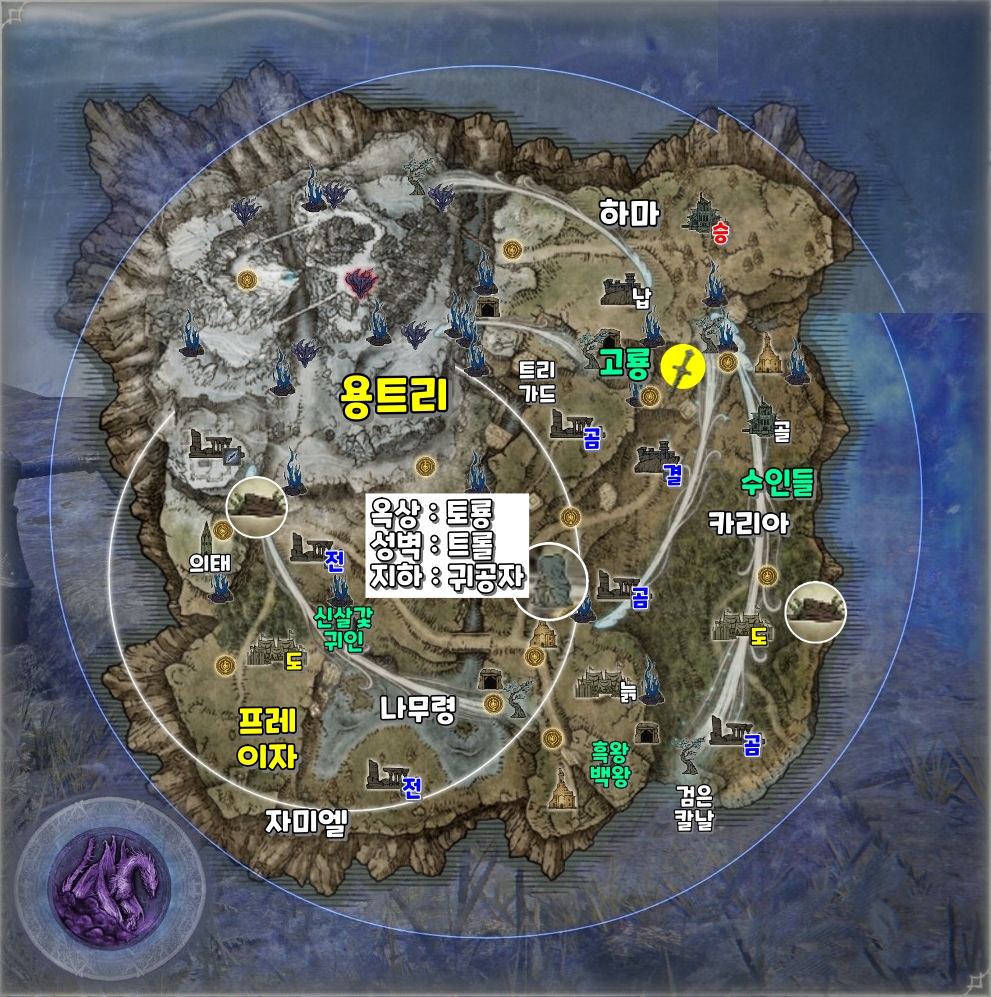 하마
승
납
고룡
트리
가드
용트리
곰
골
결
수인들
카리아
옥상 : 토룡
성벽 : 트롤
지하 : 귀공자
의태
전
곰
신살갗
귀인
도
도
늙
나무령
프레
이자
흑왕
백왕
곰
전
검은
칼날
자미엘